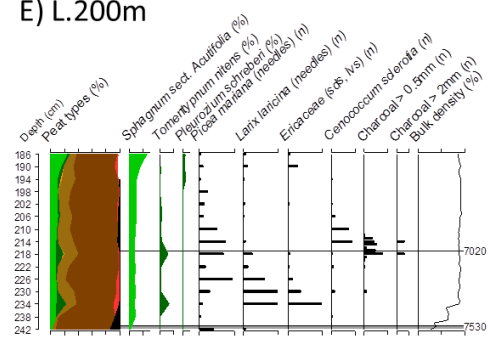 E) L.200m
Depth (cm)
Peat types (%)
Sphagnum sect. Acutifolia (%)
Tomentypnum nitens (%)
Pleurozium schreberi (%)
Picea mariana (needles) (n)
Larix laricina (needles) (n)
Ericaceae (sds, lvs) (n)
Cenococcum sclerotia (n)
Charcoal > 0.5mm (n)
Charcoal > 2mm (n)
Bulk density (%)
186
190
194
198
202
206
210
214
218
222
226
230
234
238
242
7020
7530